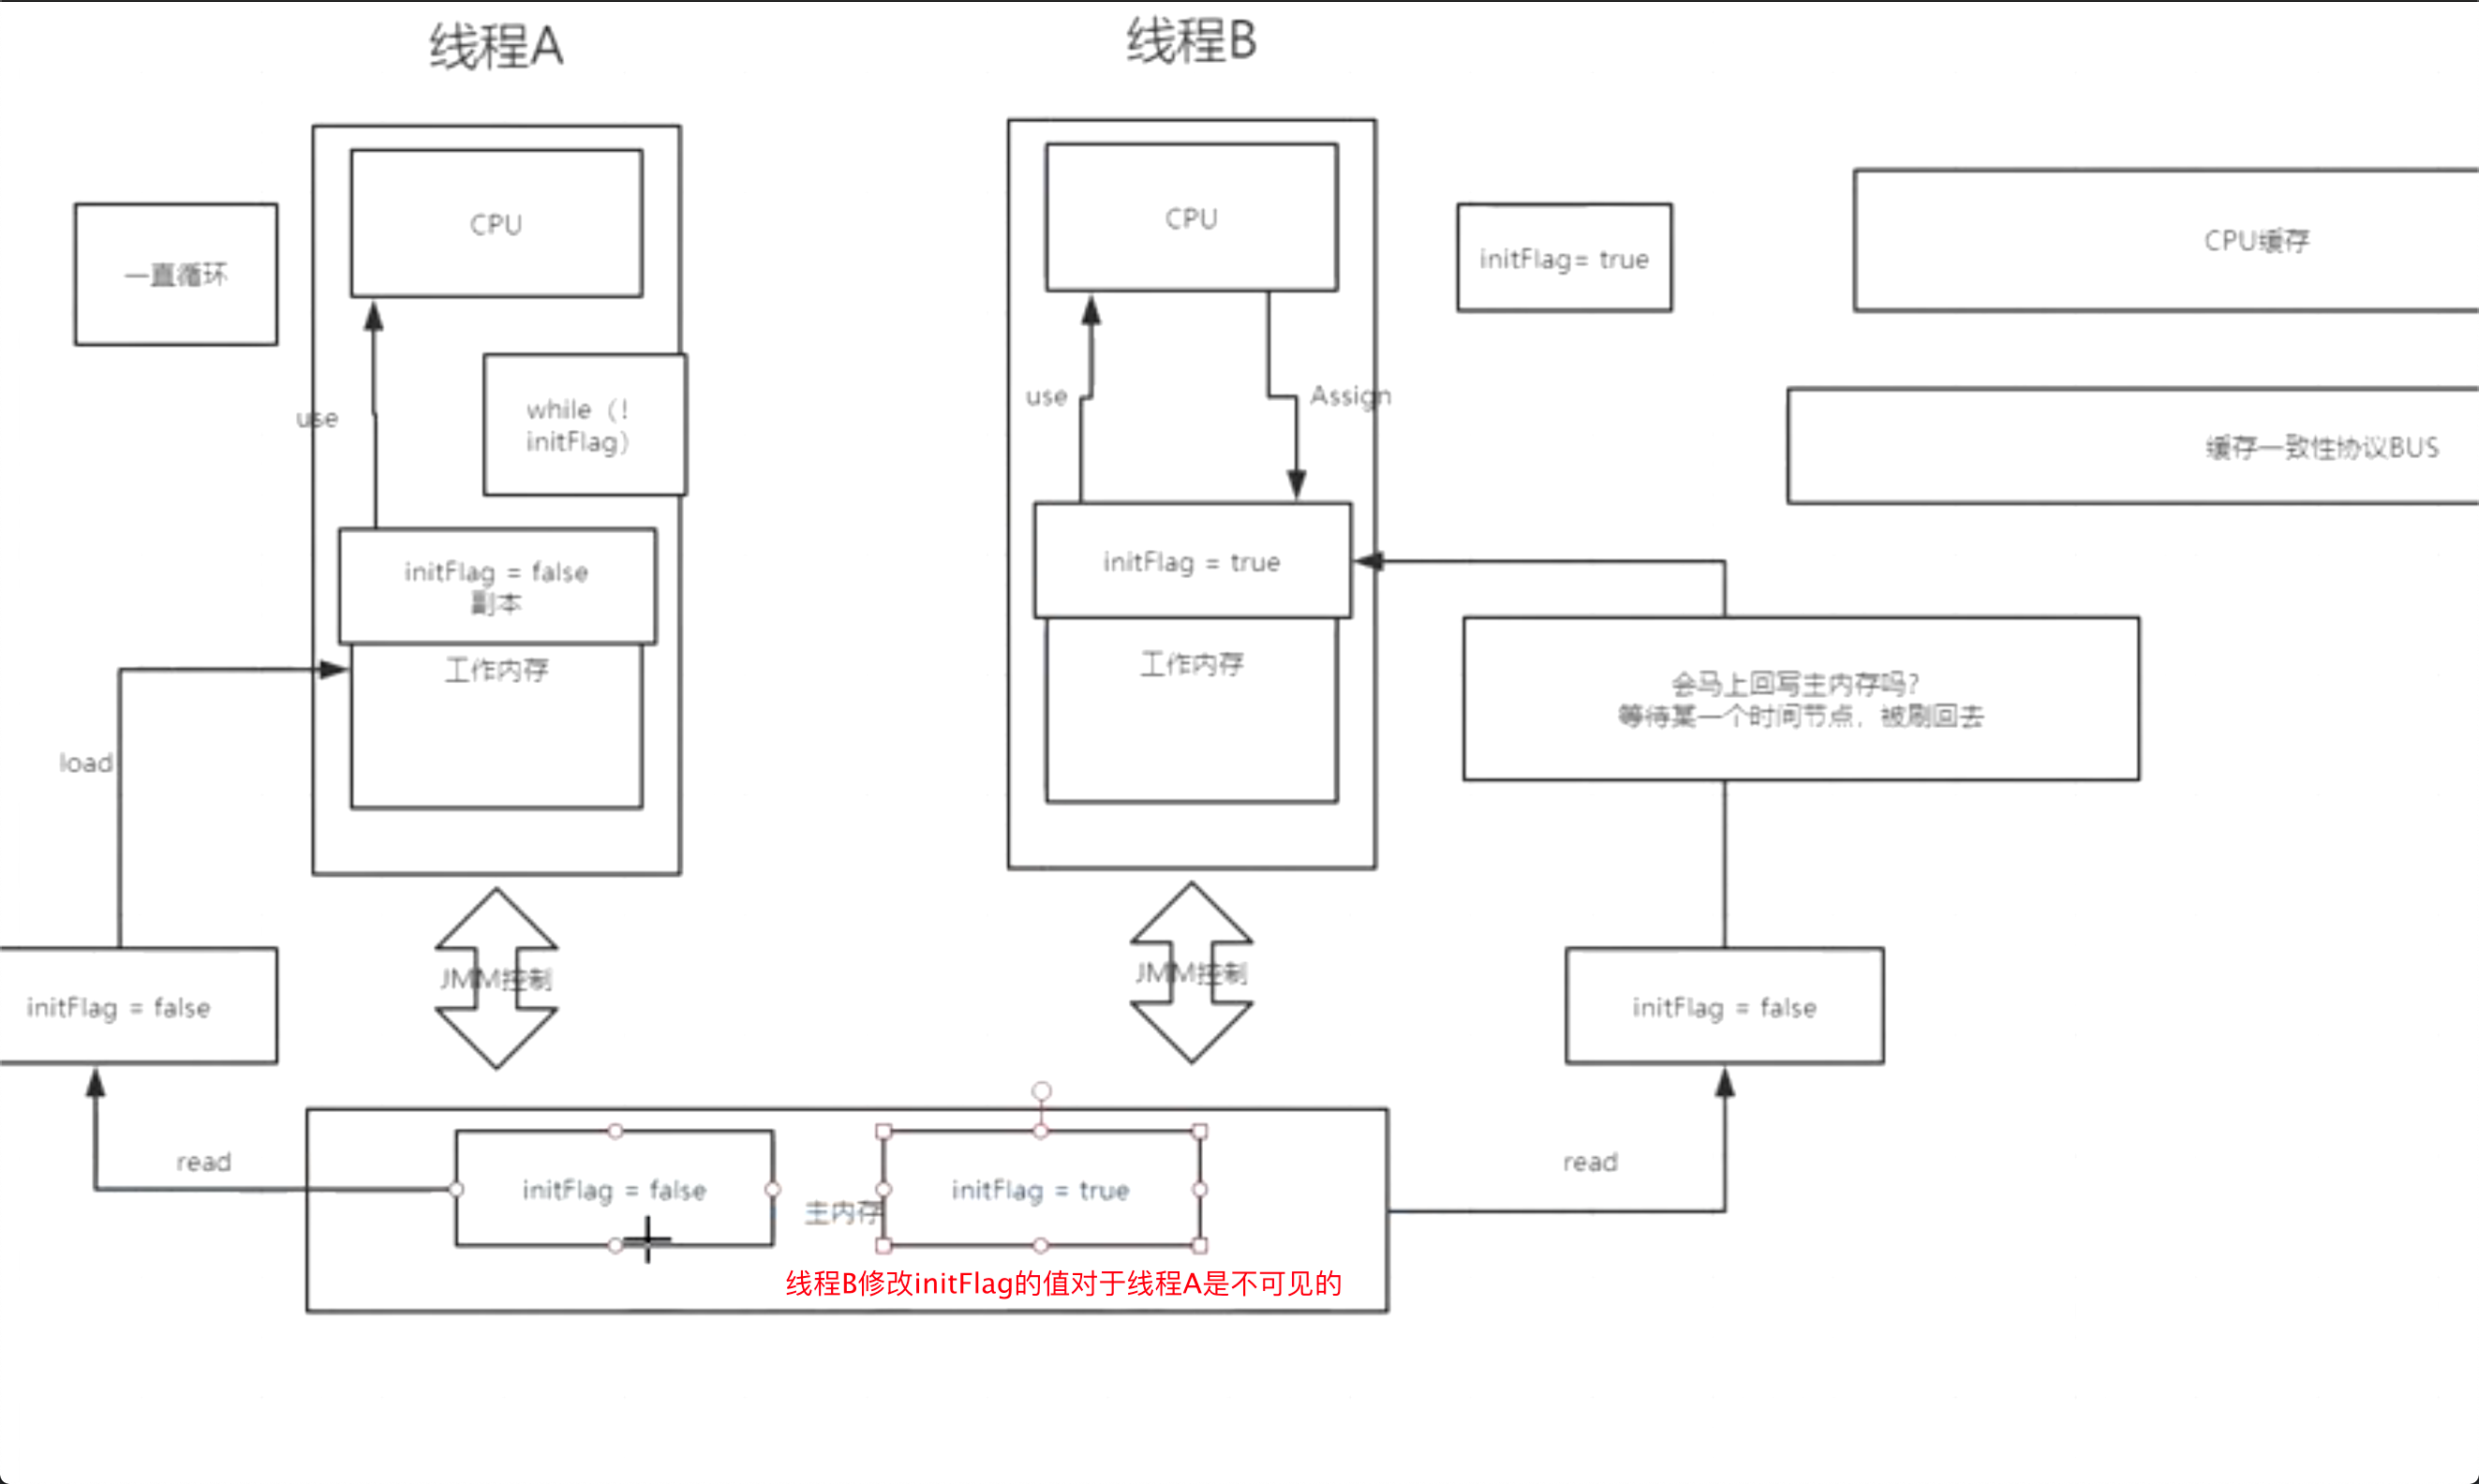 线程A
线程B
CPU
CPU
一直循环
initFlag= true
CPU缓存
use
while（!
initFlag）
use
Assign
缓存一致性协议BUS
initFlag = false
副本
initFlag = true
工作内存
工作内存
会马上回写主内存吗？
等待某一个时间节点，被刷回去
load
JMM控制
JMM控制
initFlag = false
initFlag = false
read
read
initFlag = false
主内存
initFlag = true
线程B修改initFlag的值对于线程A是不可见的